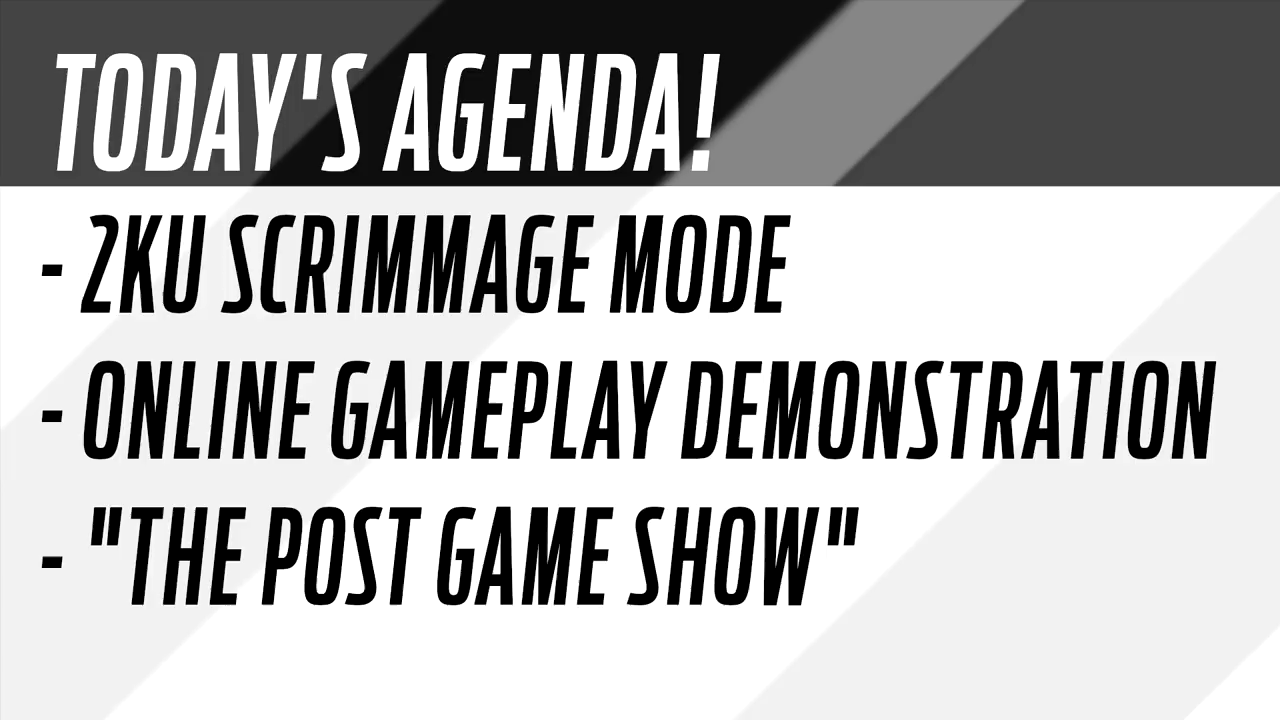 TODAY'S AGENDA!
- 2KU SCRIMMAGE MODE
- ONLINE GAMEPLAY DEMONSTRATION
- "THE POST GAME SHOW"